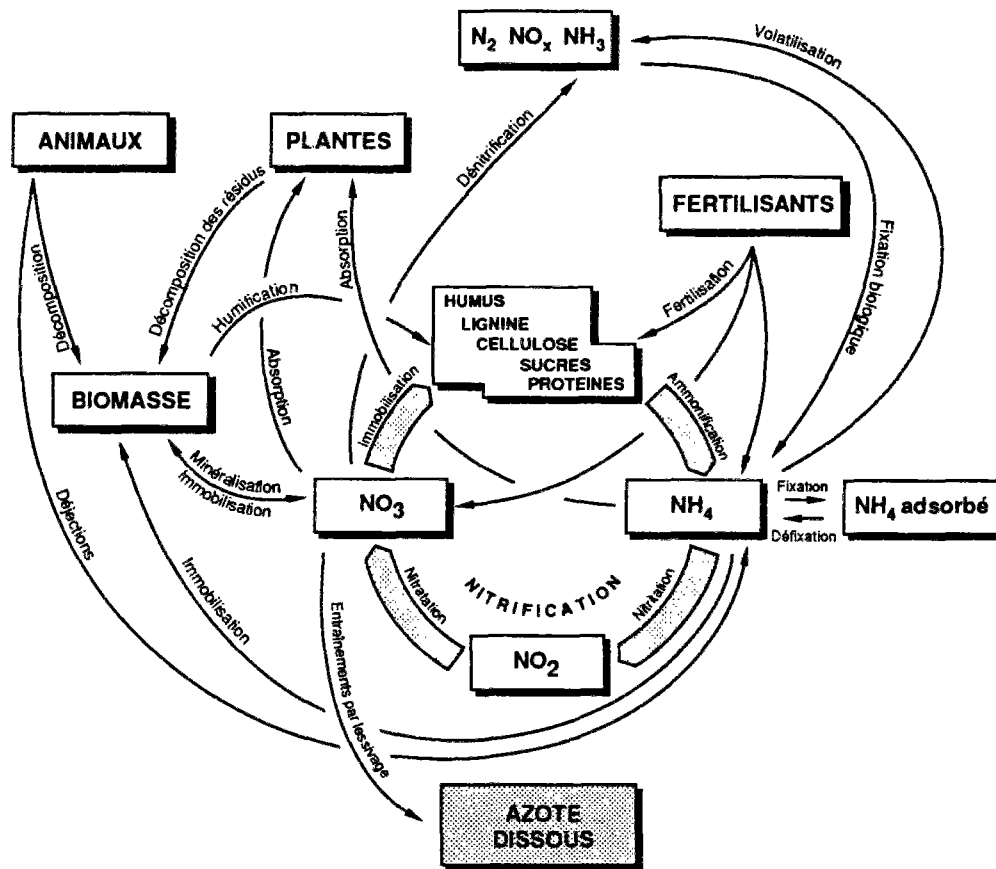 N₂ NOₓ NH₃
Volatilisation
ANIMAUX
PLANTES
Dénitrification
FERTILISANTS
Décomposition des résidus
Absorption
Fixation biologique
Décomposition
Humification
Fertilisation
HUMUS
LIGNINE
CELLULOSE
SUCRES
PROTEINES
BIOMASSE
Absorption
Immobilisation
Ammonification
Minéralisation
Immobilisation
NO₃
NH₄
Fixation
Défixation
NH₄ adsorbé
Déjections
Immobilisation
Nitratation
NITRIFICATION
Nitritation
NO₂
Entraînements par lessivage
AZOTE
DISSOUS